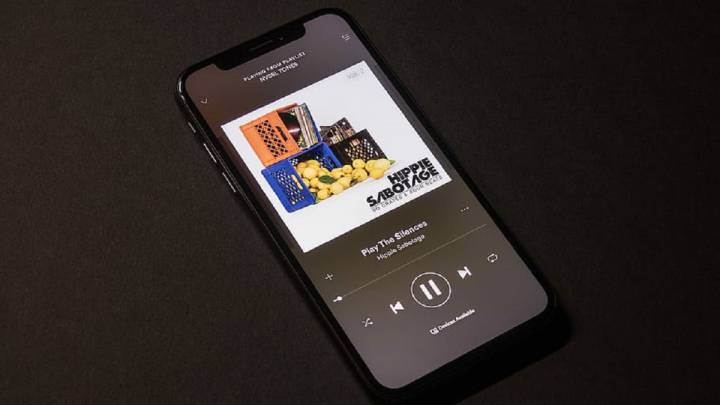 PLAYING FROM PLAYLIST
HIPPIE
SABOTAGE
Play The Silences
Hippie Sabotage
Devices Available